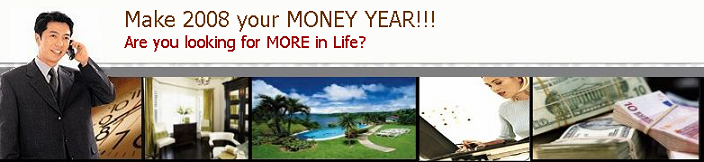 Make 2008 your MONEY YEAR!!!
Are you looking for MORE in Life?